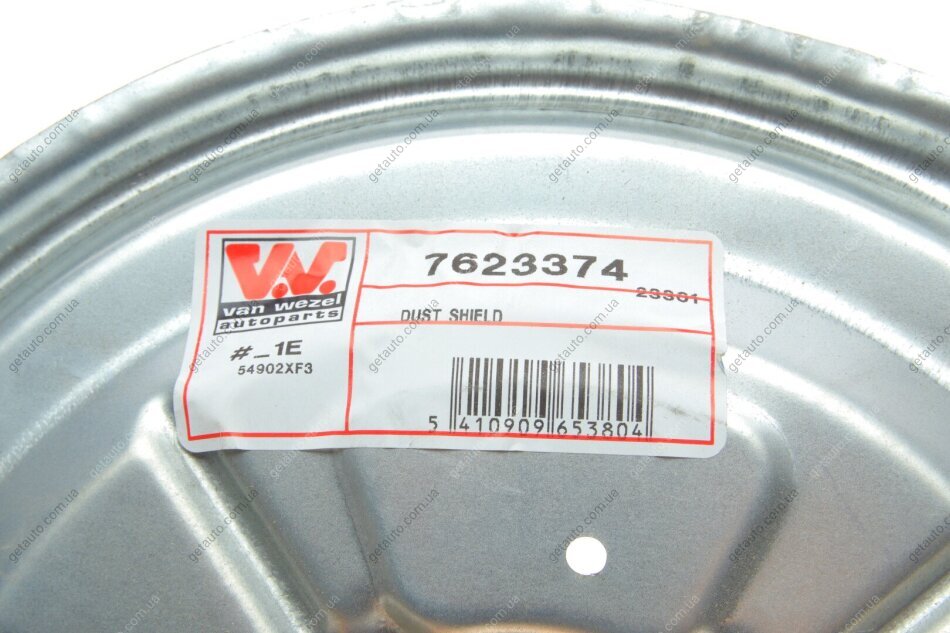 V.W.
van wezel
autoparts
#_1E
54902XF3
7623374
23301
DUST SHIELD
5 410909 653804
getauto.com.ua